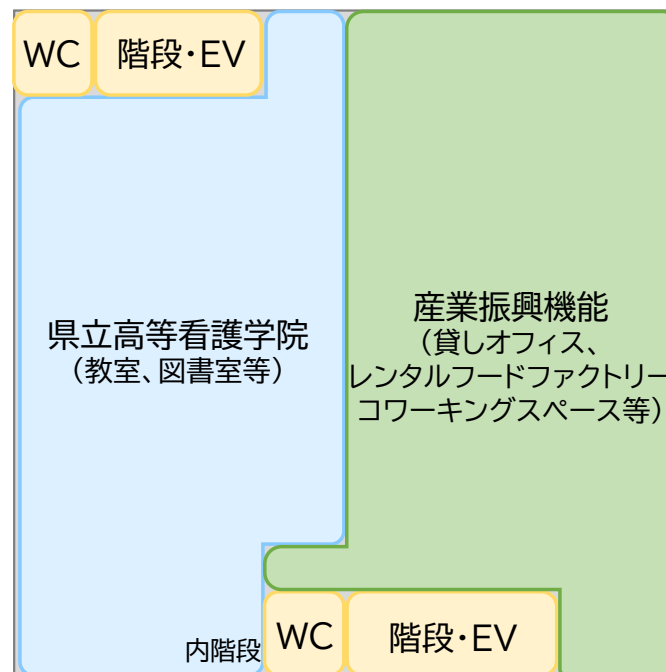 WC
階段・EV
県立高等看護学院
（教室、図書室等）
産業振興機能
（貸しオフィス、
レンタルフードファクトリー
コワーキングスペース等）
内階段
WC
階段・EV